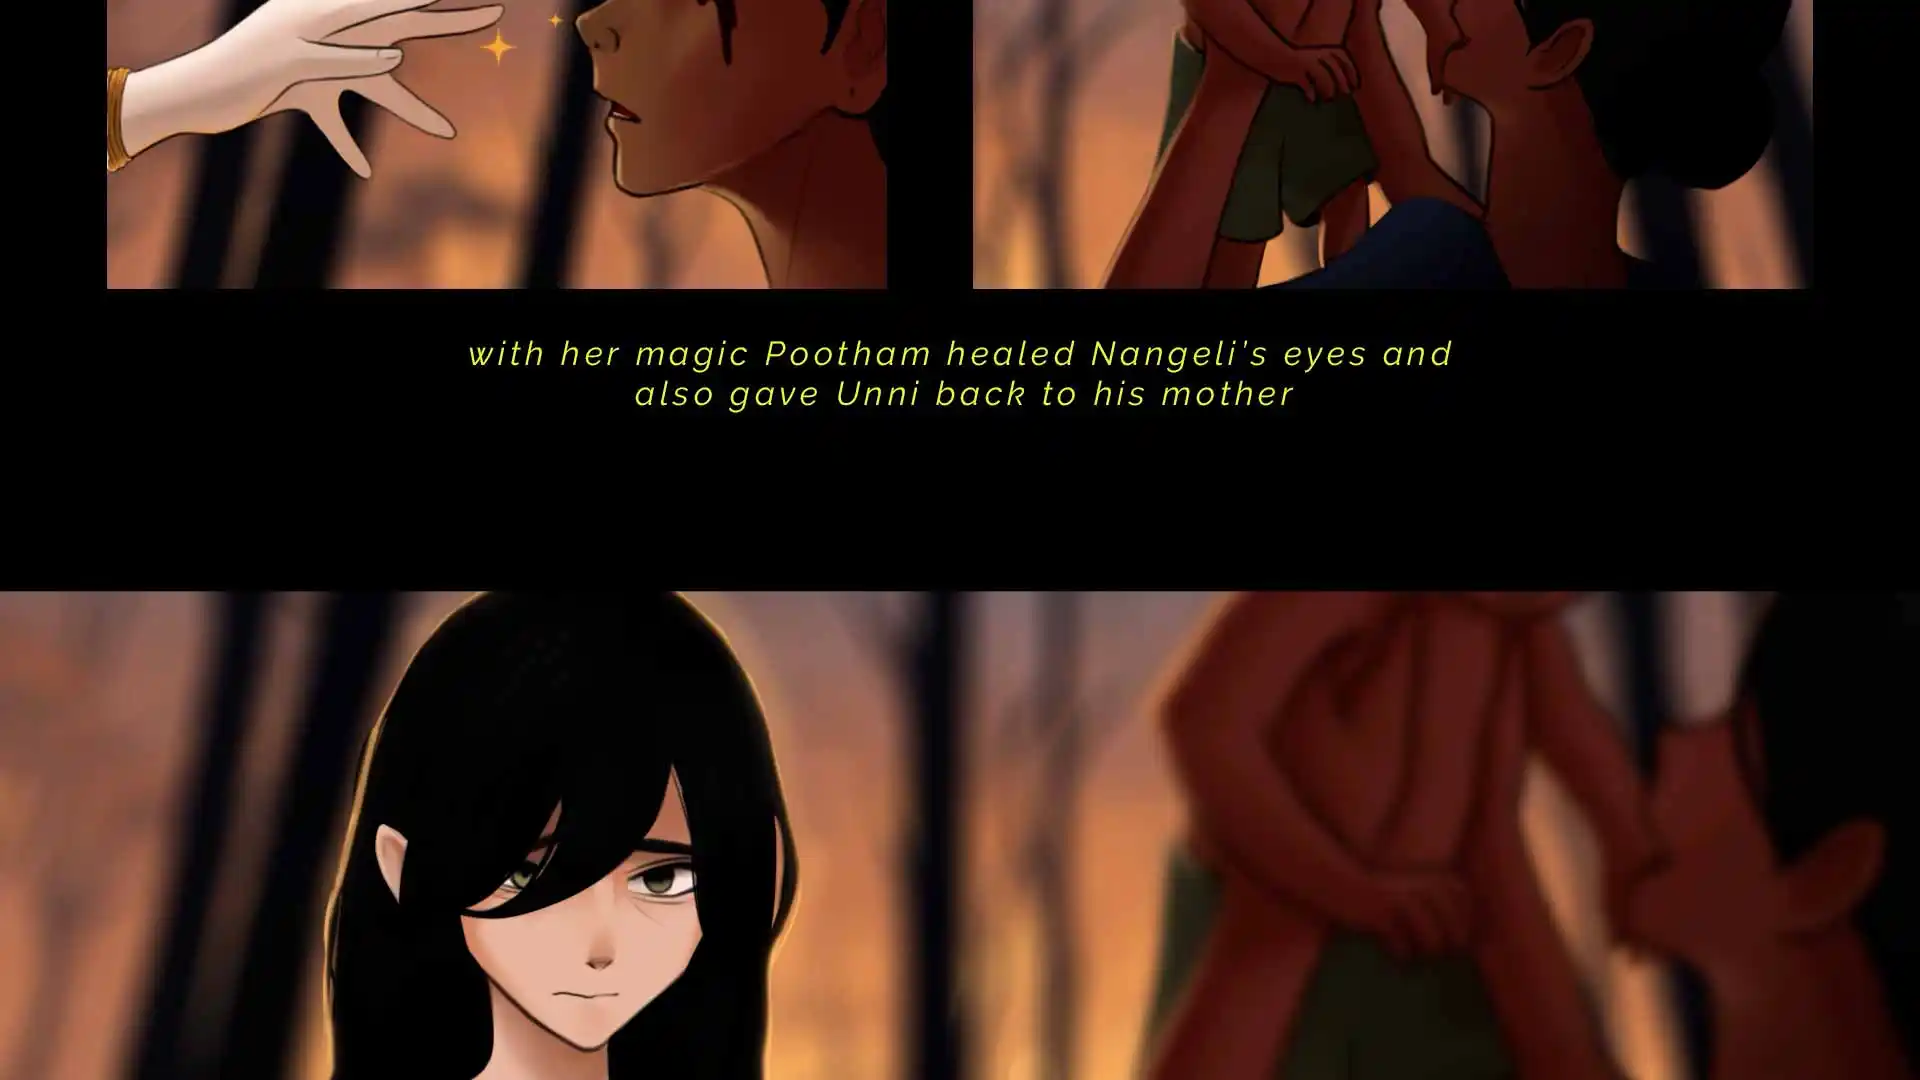 with her magic Pootham healed Nangeli's eyes and
also gave Unni back to his mother